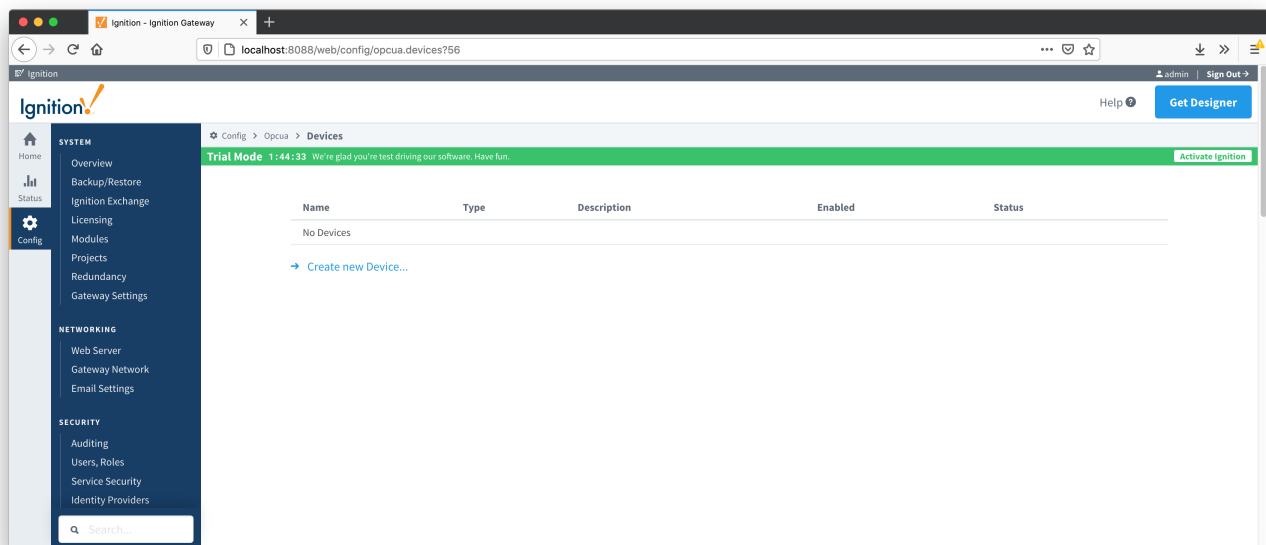 Ignition - Ignition Gateway
localhost:8088/web/config/opcua.devices?56
Ignition
admin | Sign Out
Ignition!
Help
Get Designer
Home
Status
Config
SYSTEM
Overview
Backup/Restore
Ignition Exchange
Licensing
Modules
Projects
Redundancy
Gateway Settings
NETWORKING
Web Server
Gateway Network
Email Settings
SECURITY
Auditing
Users, Roles
Service Security
Identity Providers
Search...
Config > Opcua > Devices
Trial Mode 1:44:33 We're glad you're test driving our software. Have fun.
Activate Ignition
Name Type Description Enabled Status
No Devices
Create new Device...